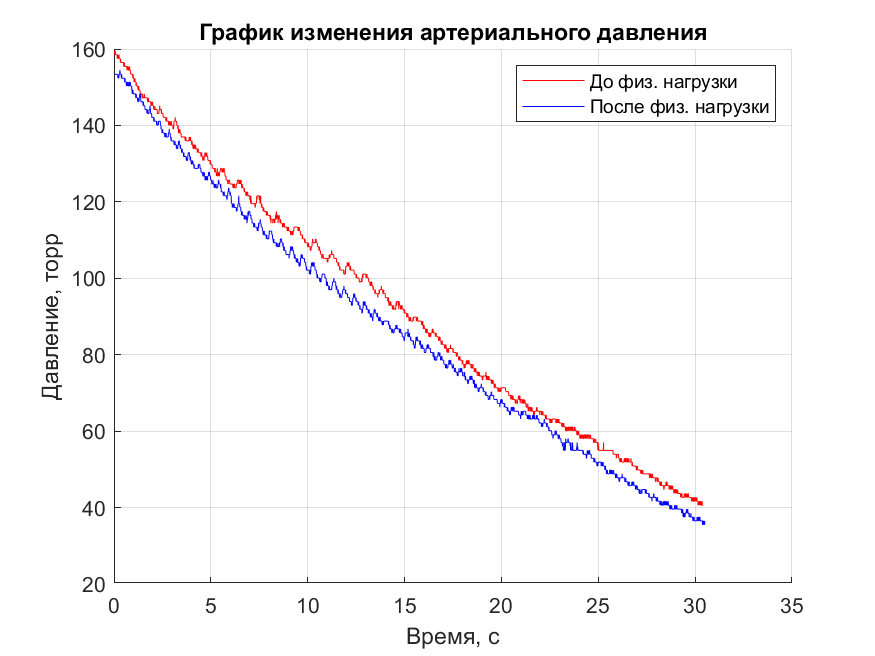 График изменения артериального давления
До физ. нагрузки
После физ. нагрузки
Давление, торр
160
140
120
100
80
60
40
20
0 5 10 15 20 25 30 35
Время, с